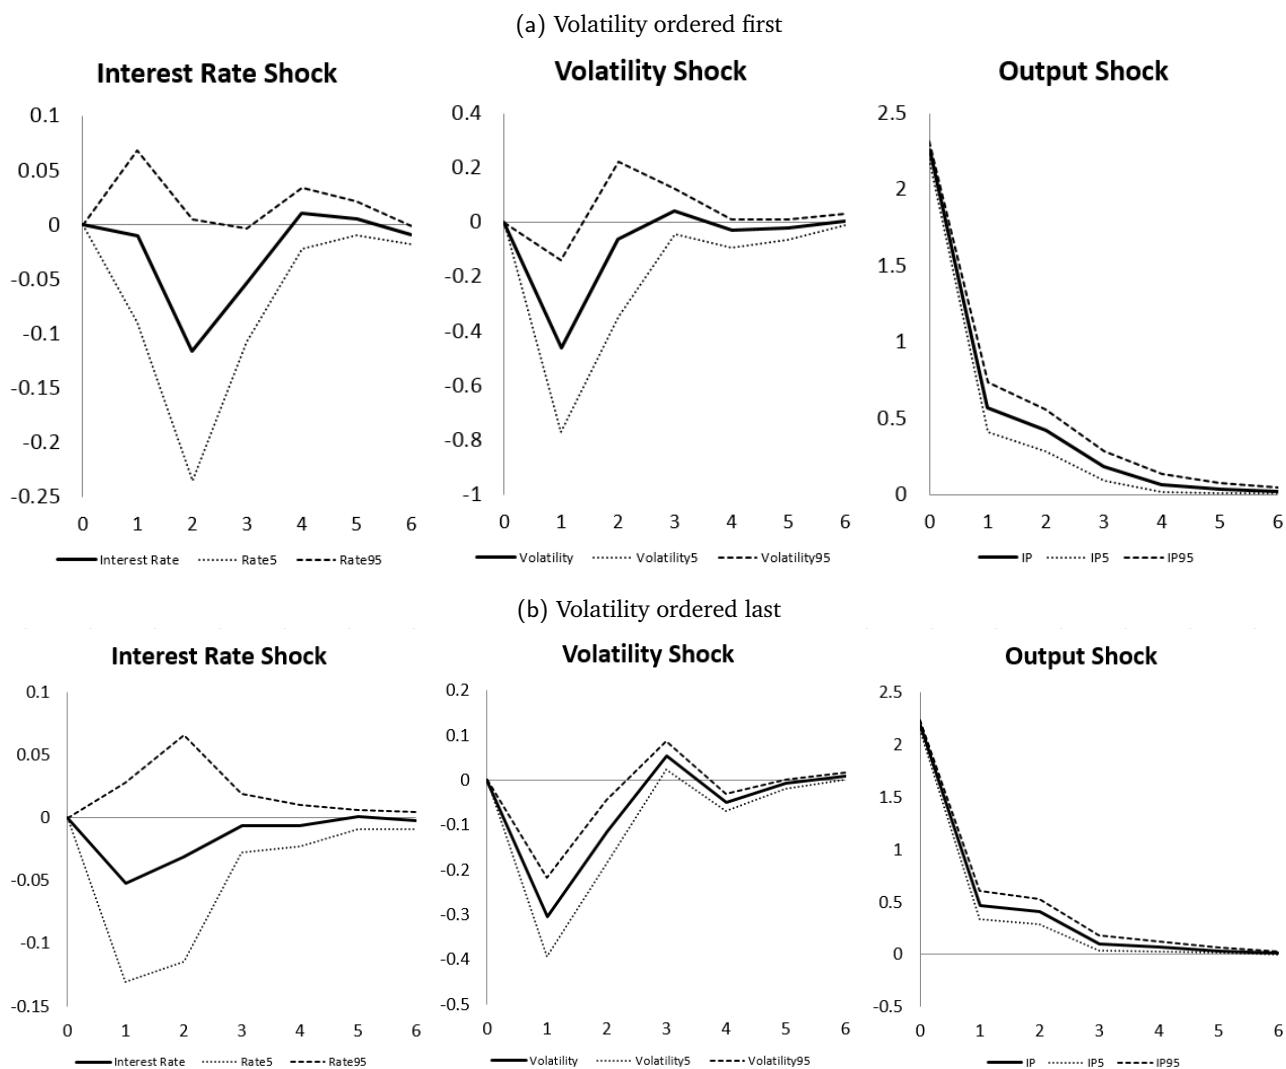 (a) Volatility ordered first
Interest Rate Shock
Volatility Shock
Output Shock
0.1
0.05
0
-0.05
-0.1
-0.15
-0.2
-0.25
0 1 2 3 4 5 6
Interest Rate Rate5 Rate95
0.4
0.2
0
-0.2
-0.4
-0.6
-0.8
-1
0 1 2 3 4 5 6
Volatility Volatility5 Volatility95
2.5
2
1.5
1
0.5
0
0 1 2 3 4 5 6
IP IP5 IP95
(b) Volatility ordered last
Interest Rate Shock
Volatility Shock
Output Shock
0.1
0.05
0
-0.05
-0.1
-0.15
0 1 2 3 4 5 6
Interest Rate Rate5 Rate95
0.2
0.1
0
-0.1
-0.2
-0.3
-0.4
-0.5
0 1 2 3 4 5 6
Volatility Volatility5 Volatility95
2.5
2
1.5
1
0.5
0
-0.5
0 1 2 3 4 5 6
IP IP5 IP95